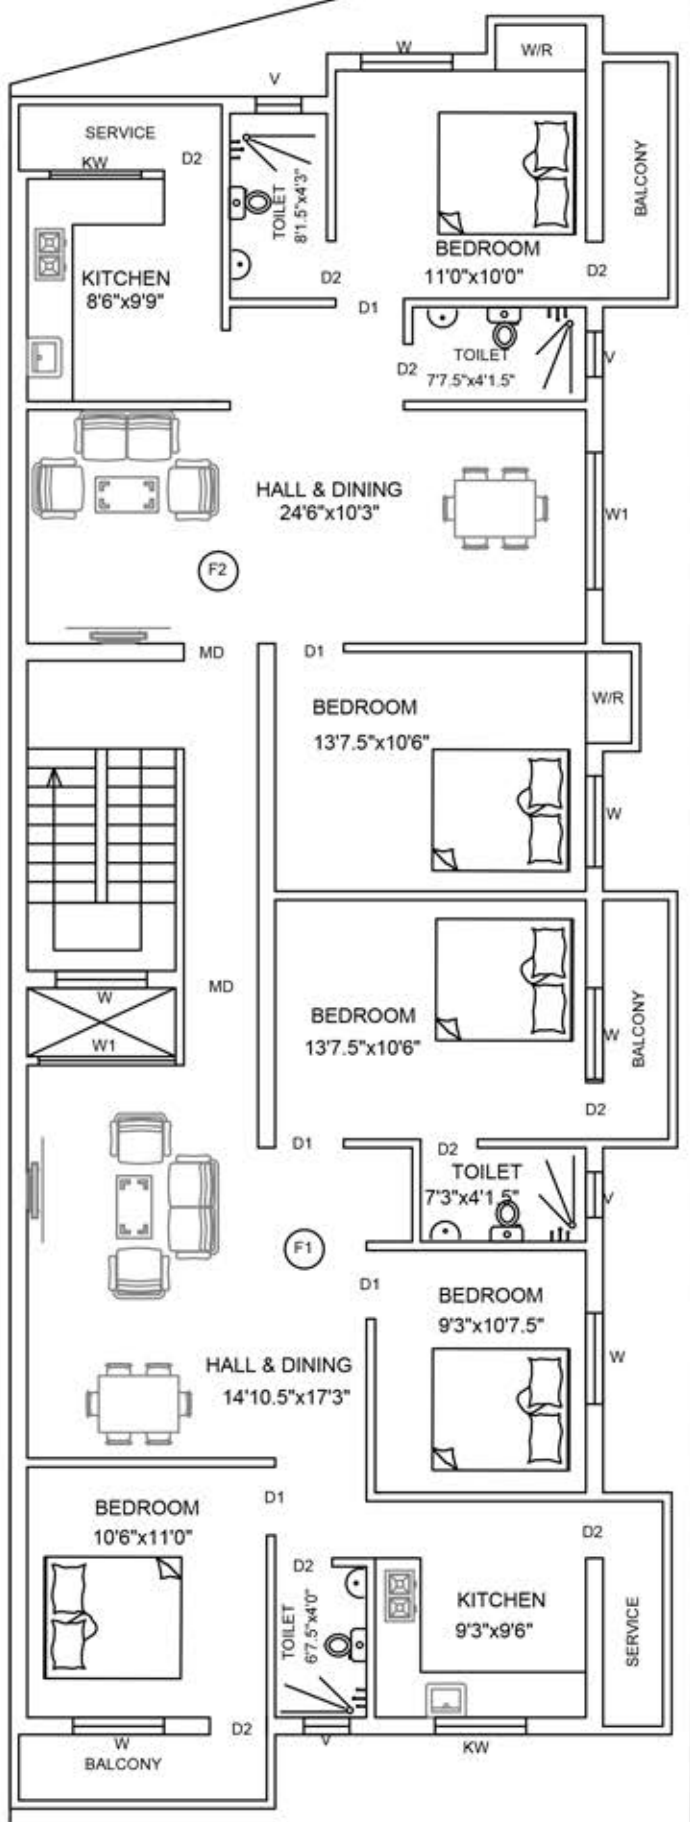 W
W/R
V
SERVICE
KW
D2
TOILET
8'1.5"x4'3"
BALCONY
BEDROOM
11'0"x10'0"
D2
D2
KITCHEN
8'6"x9'9"
D1
TOILET
7'7.5"x4'1.5"
D2
V
HALL & DINING
24'6"x10'3"
W1
F2
MD
D1
BEDROOM
13'7.5"x10'6"
W/R
W
MD
W
W1
BEDROOM
13'7.5"x10'6"
W
BALCONY
D2
D1
D2
TOILET
7'3"x4'1.5"
V
F1
D1
BEDROOM
9'3"x10'7.5"
W
HALL & DINING
14'10.5"x17'3"
D1
BEDROOM
10'6"x11'0"
D2
D2
TOILET
6'7.5"x4'0"
KITCHEN
9'3"x9'6"
SERVICE
W
D2
V
KW
BALCONY